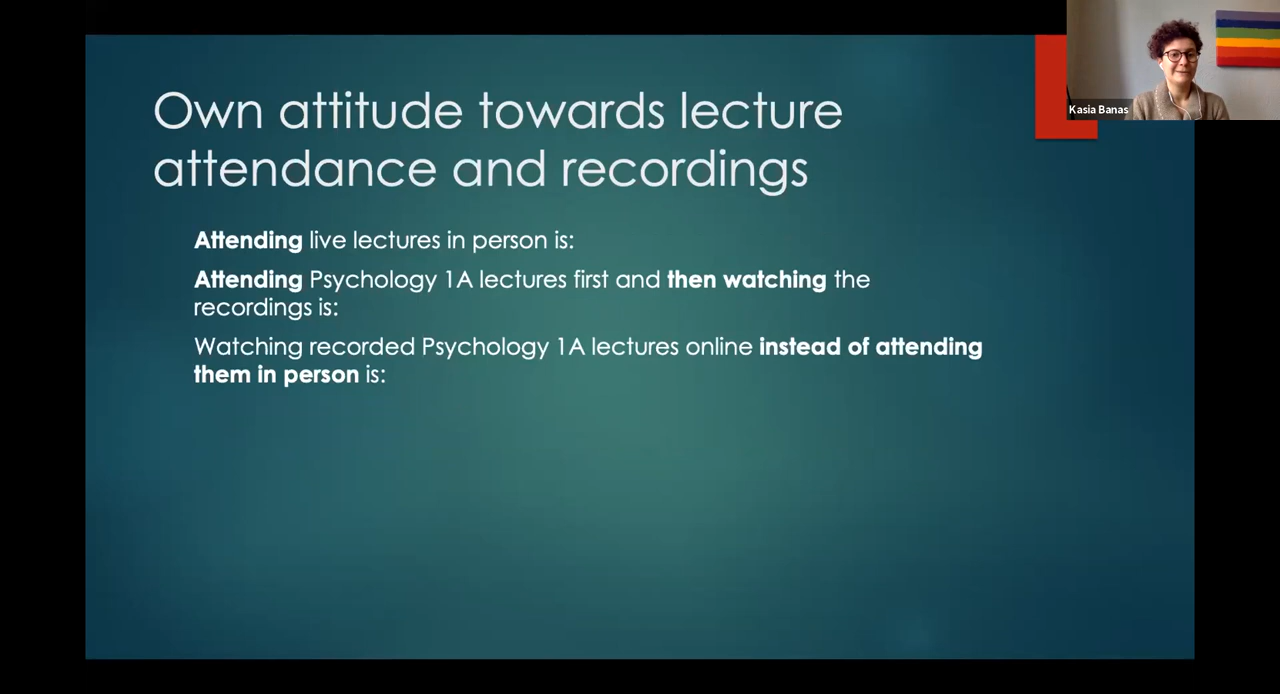 Own attitude towards lecture
attendance and recordings
Kasia Banas
Attending live lectures in person is:
Attending Psychology 1A lectures first and then watching the
recordings is:
Watching recorded Psychology 1A lectures online instead of attending
them in person is: